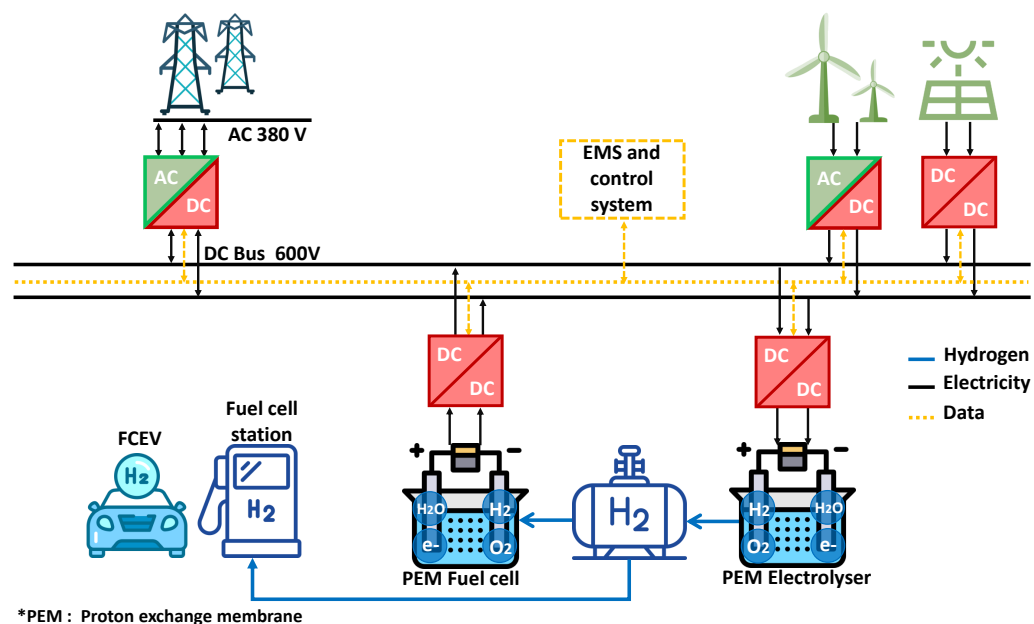 AC 380 V
AC
DC
EMS and
control
system
AC
DC
DC
DC
DC Bus 600V
DC
DC
DC
DC
Hydrogen
Electricity
Data
Fuel cell
station
FCEV
H2
H2
+
-
H2O
H2
e-
O2
PEM Fuel cell
H2
+
-
H2
H2O
O2
e-
PEM Electrolyser
*PEM : Proton exchange membrane